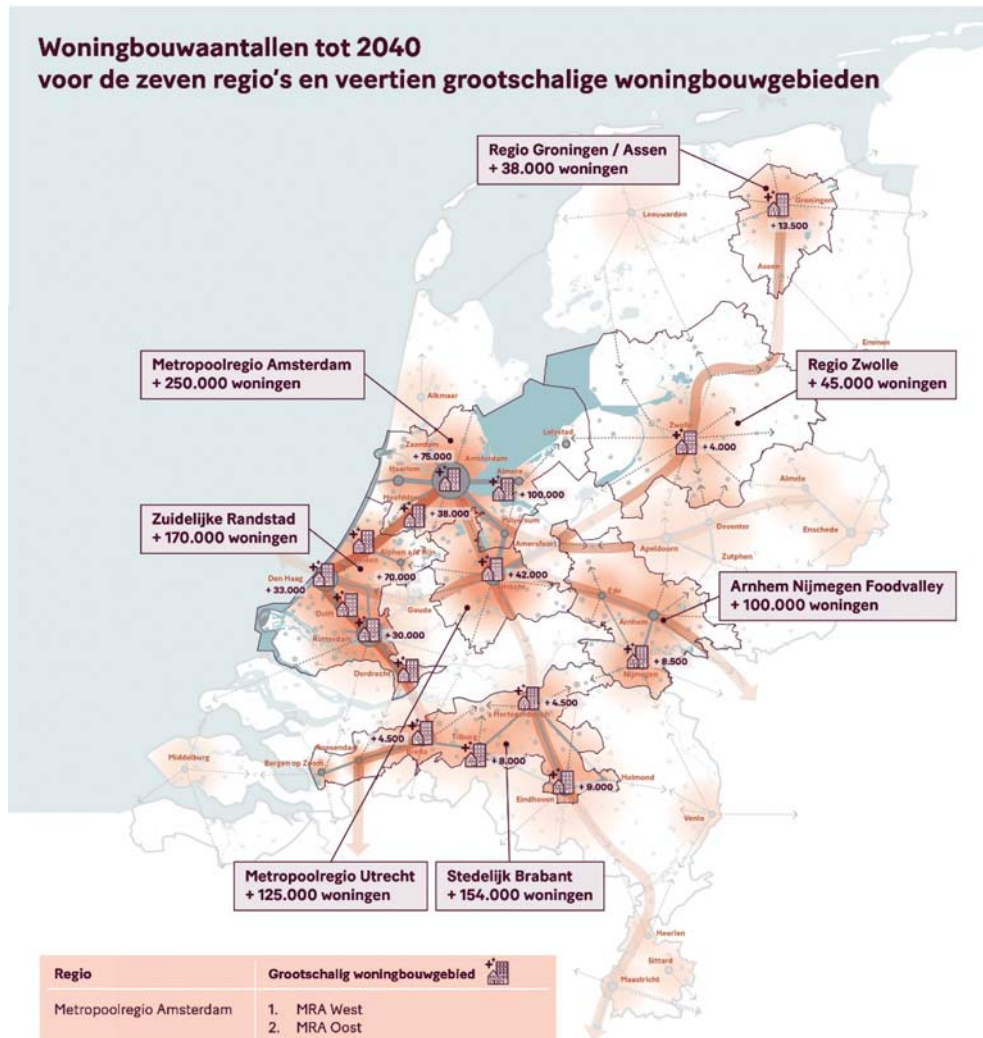 Woningbouwaantallen tot 2040
voor de zeven regio's en veertien grootschalige woningbouwgebieden
Regio Groningen / Assen
+ 38.000 woningen
Groningen
Leeuwarden
+ 13.500
Assen
Emmen
Metropoolregio Amsterdam
+ 250.000 woningen
Regio Zwolle
+ 45.000 woningen
Alkmaar
Zwolle
+ 4.000
Lelystad
Zaandam
+ 75.000
Amsterdam
Haarlem
Almere
+ 100.000
Almelo
+ 38.000
Hilversum
Deventer
Enschede
Zuidelijke Randstad
+ 170.000 woningen
Amersfoort
Apeldoorn
Zutphen
Alphen a/d Rijn
Den Haag
+ 33.000
+ 70.000
+ 42.000
Ede
Arnhem Nijmegen Foodvalley
+ 100.000 woningen
Delft
Gouda
Arnhem
Rotterdam
+ 30.000
+ 8.500
Nijmegen
Dordrecht
+ 4.500
's Hertogenbosch
+ 4.500
Tilburg
Roosendaal
Breda
Middelburg
Bergen op Zoom
+ 8.000
Helmond
+ 9.000
Eindhoven
Venlo
Metropoolregio Utrecht
+ 125.000 woningen
Stedelijk Brabant
+ 154.000 woningen
Heerlen
Sittard
Maastricht
Regio Grootschalig woningbouwgebied
Metropoolregio Amsterdam 1. MRA West
2. MRA Oost